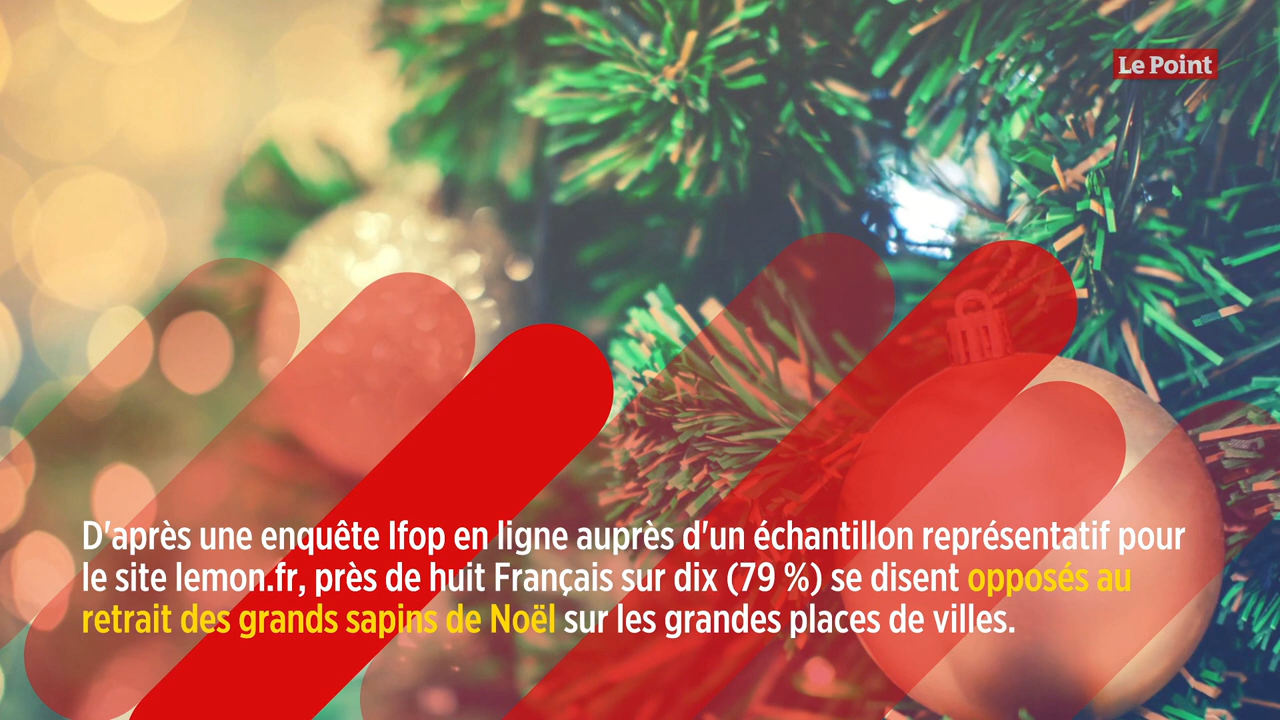 Le Point
D'après une enquête Ifop en ligne auprès d'un échantillon représentatif pour
le site lemon.fr, près de huit Français sur dix (79 %) se disent opposés au
retrait des grands sapins de Noël sur les grandes places de villes.